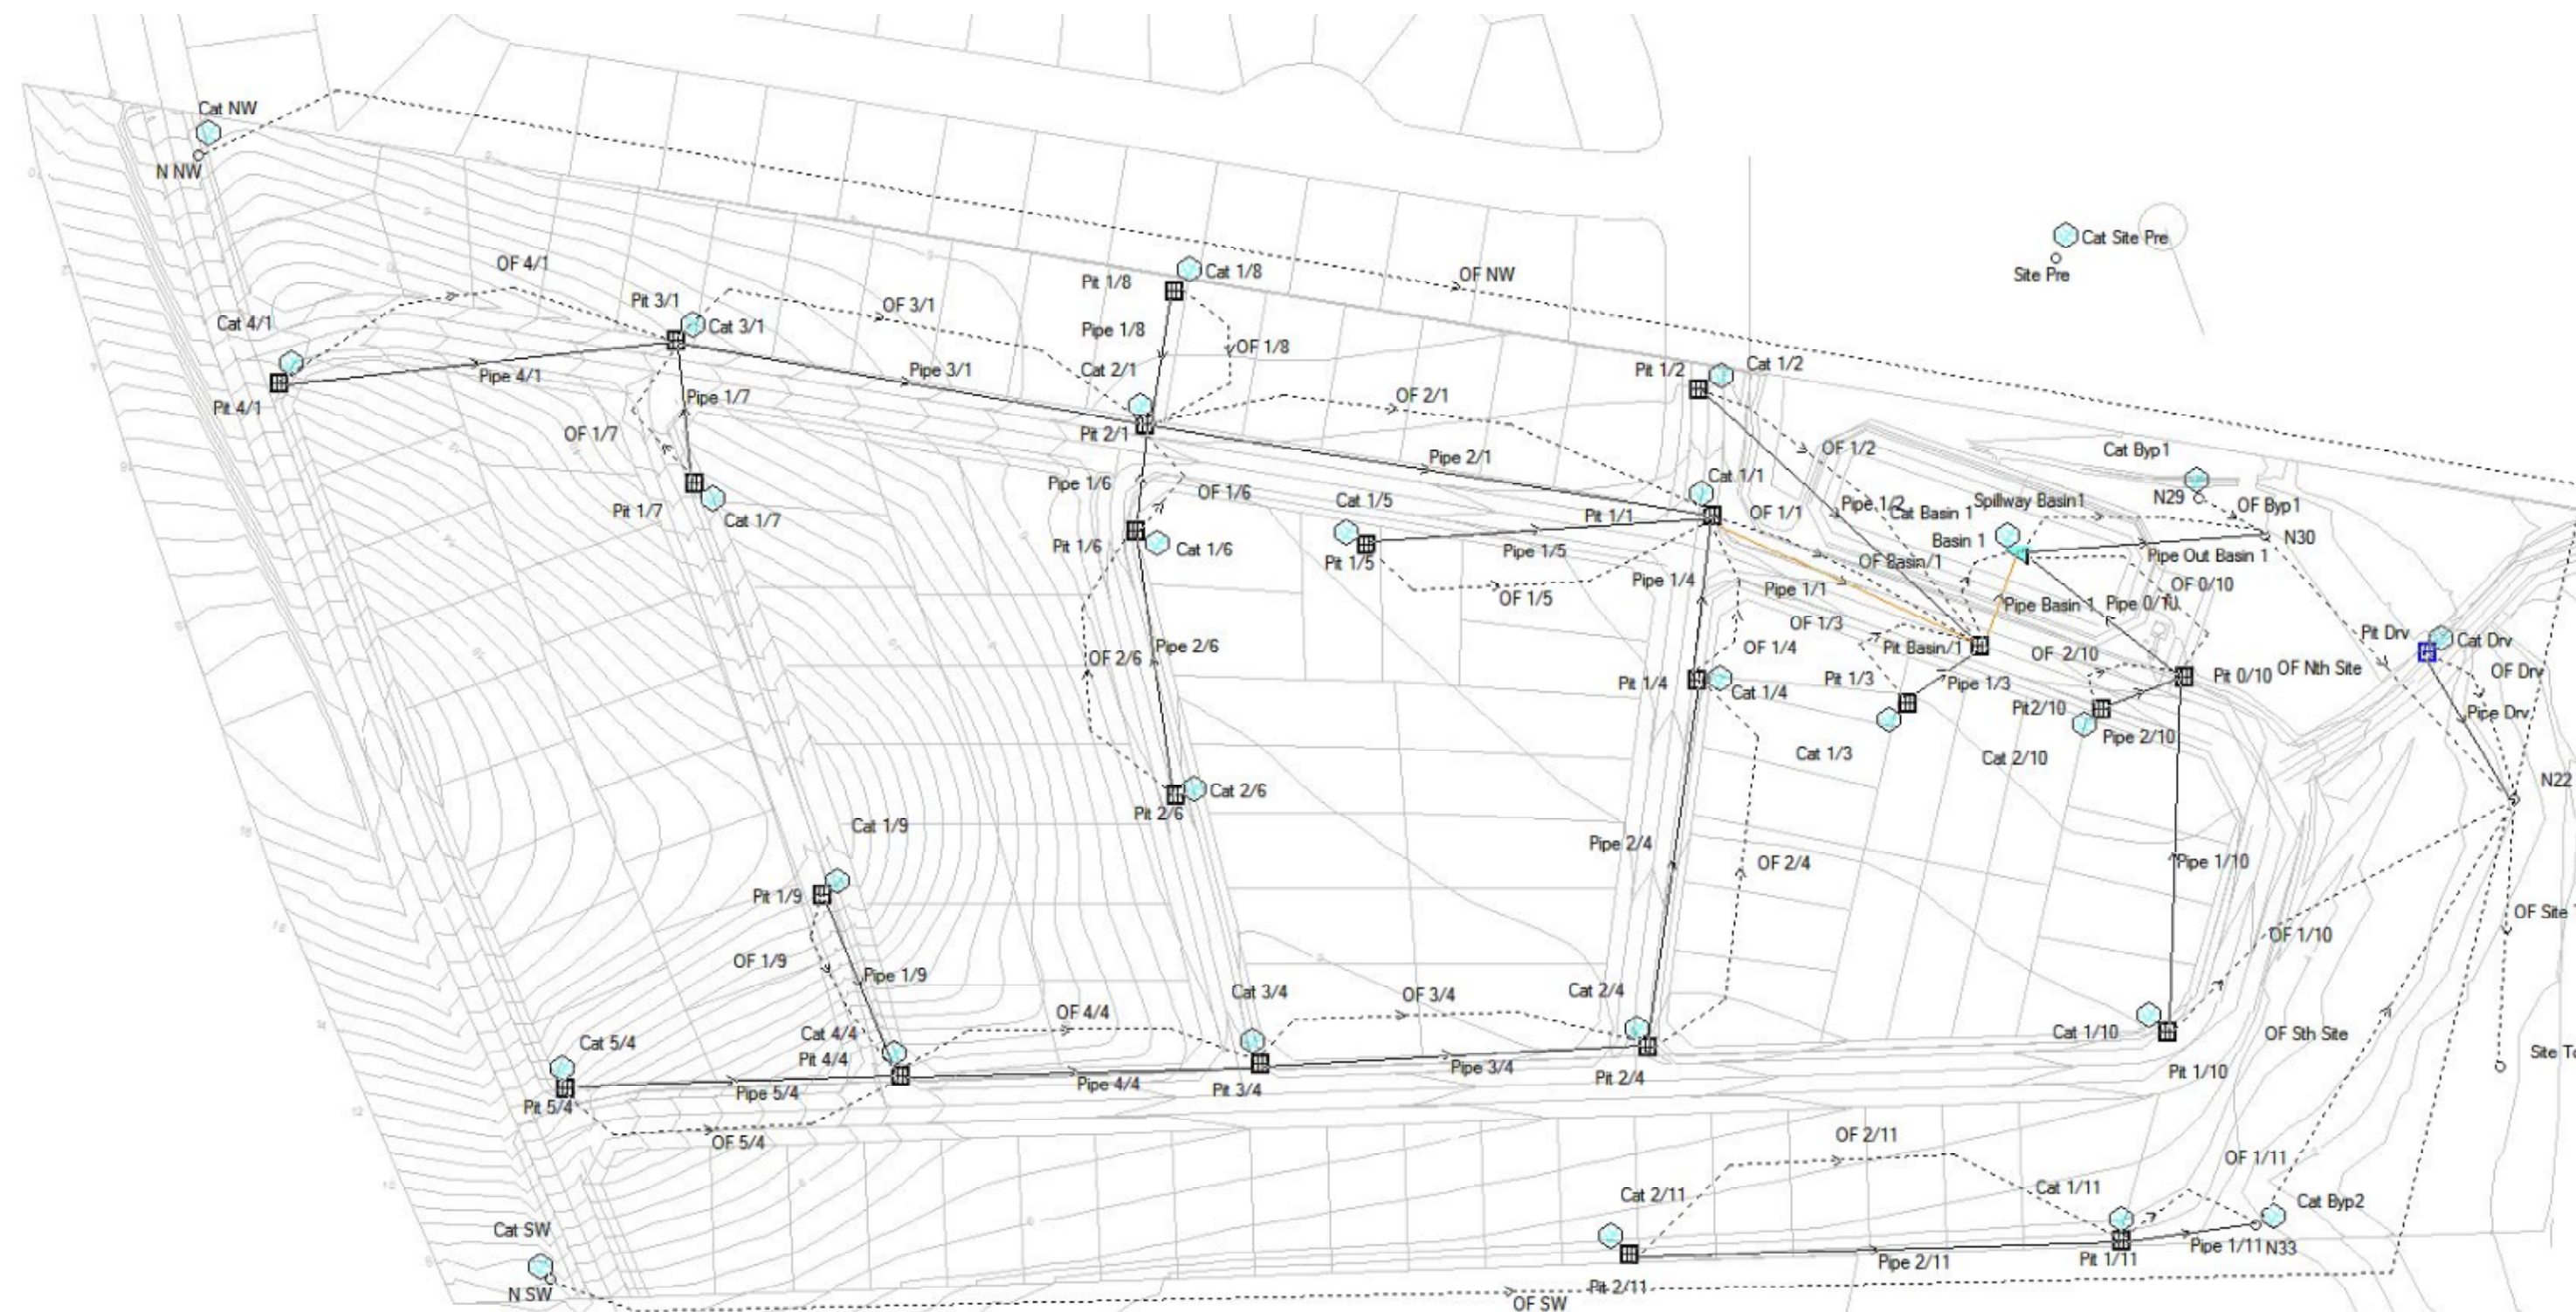 Cat NW
N NW
Cat Site Pre
Site Pre
OF 4/1
Cat 1/8
Pit 1/8
OF NW
Pit 3/1
OF 3/1
Cat 4/1
Cat 3/1
Pipe 1/8
OF 1/8
Pipe 4/1
Pipe 3/1
Cat 2/1
Pit 1/2
Cat 1/2
Pit 4/1
Pipe 1/7
OF 2/1
OF 1/7
Pit 2/1
OF 1/2
Cat Byp1
Pipe 2/1
Pipe 1/6
OF 1/6
Cat 1/5
Cat 1/1
Pit 1/7
Cat 1/7
Pit 1/1
OF 1/1
Pipe 1/2
Cat Basin 1
Spillway Basin1
N29
OF Byp1
Pit 1/6
Cat 1/6
Pit 1/5
Pipe 1/5
Basin 1
N30
Pipe Out Basin 1
OF Basin/1
Pipe 1/4
Pipe 1/1
OF 0/10
OF 1/5
Pipe Basin 1
Pipe 0/10
OF 1/3
Pit Drv
Cat Drv
OF 2/6
Pipe 2/6
OF 1/4
Pit Basin/1
OF 2/10
OF Nth Site
OF Drv
Pit 1/4
Cat 1/4
Pit 1/3
Pipe 1/3
Pit 0/10
Pit2/10
Pipe Drv
Cat 1/3
Cat 2/10
Pipe 2/10
Cat 2/6
N22
Pit 2/6
Cat 1/9
Pipe 2/4
OF 2/4
Pipe 1/10
Pit 1/9
OF Site
OF 1/10
OF 1/9
Pipe 1/9
Cat 3/4
OF 3/4
Cat 2/4
OF 4/4
Cat 5/4
Cat 4/4
Pit 4/4
Cat 1/10
OF Sth Site
Site
Pipe 5/4
Pipe 4/4
Pit 3/4
Pipe 3/4
Pit 2/4
Pit 1/10
Pit 5/4
OF 5/4
OF 2/11
OF 1/11
Cat 2/11
Cat 1/11
Cat Byp2
Cat SW
Pipe 2/11
Pit 1/11
Pipe 1/11
N33
Pit 2/11
N SW
OF SW